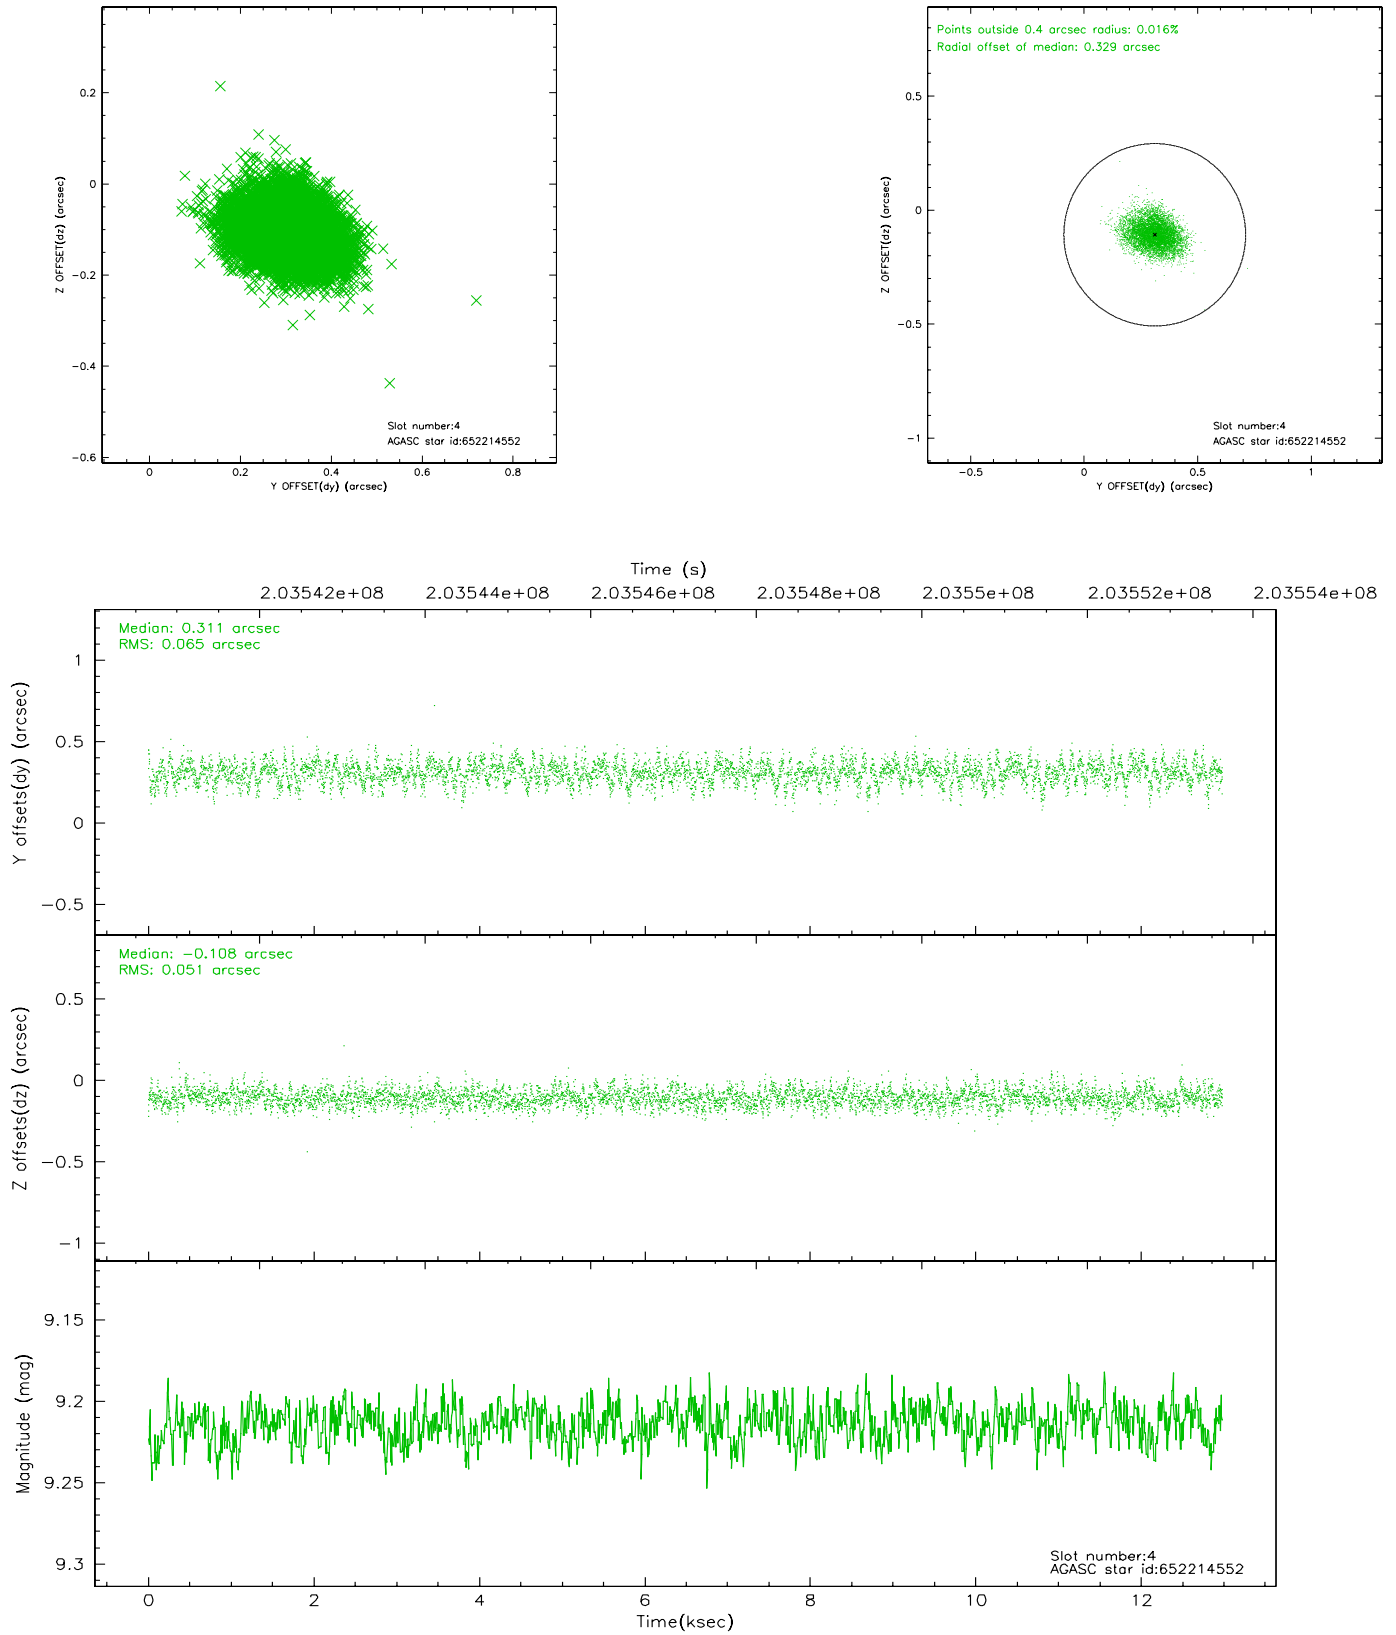 0.2
0
−0.2
−0.4
−0.6
Z OFFSET(dz) (arcsec)
Slot number:4
AGASC star id:652214552
0 0.2 0.4 0.6 0.8
Y OFFSET(dy) (arcsec)
Points outside 0.4 arcsec radius: 0.016%
Radial offset of median: 0.329 arcsec
0.5
0
−0.5
−1
Z OFFSET(dz) (arcsec)
Slot number:4
AGASC star id:652214552
−0.5 0 0.5 1
Y OFFSET(dy) (arcsec)
Time (s)
2.03542e+08 2.03544e+08 2.03546e+08 2.03548e+08 2.0355e+08 2.03552e+08 2.03554e+08
Median: 0.311 arcsec
RMS: 0.065 arcsec
1
0.5
0
−0.5
Y offsets(dy) (arcsec)
Median: −0.108 arcsec
RMS: 0.051 arcsec
0.5
0
−0.5
−1
Z offsets(dz) (arcsec)
9.15
9.2
9.25
9.3
Magnitude (mag)
Slot number:4
AGASC star id:652214552
0 2 4 6 8 10 12
Time(ksec)